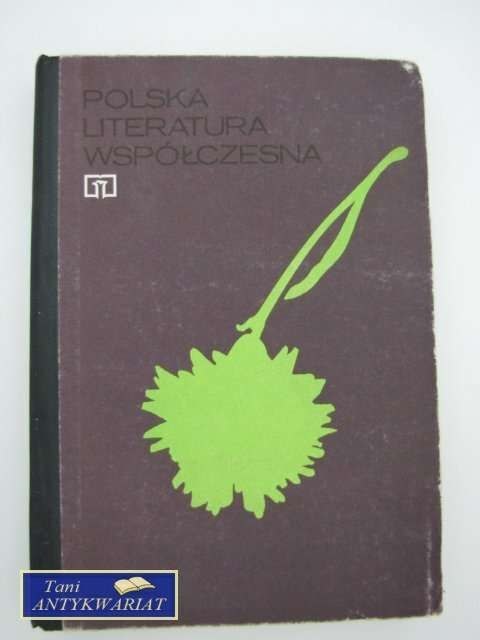 POLSKA
LITERATURA
WSPÓŁCZESNA
Tani
ANTYKWARIAT